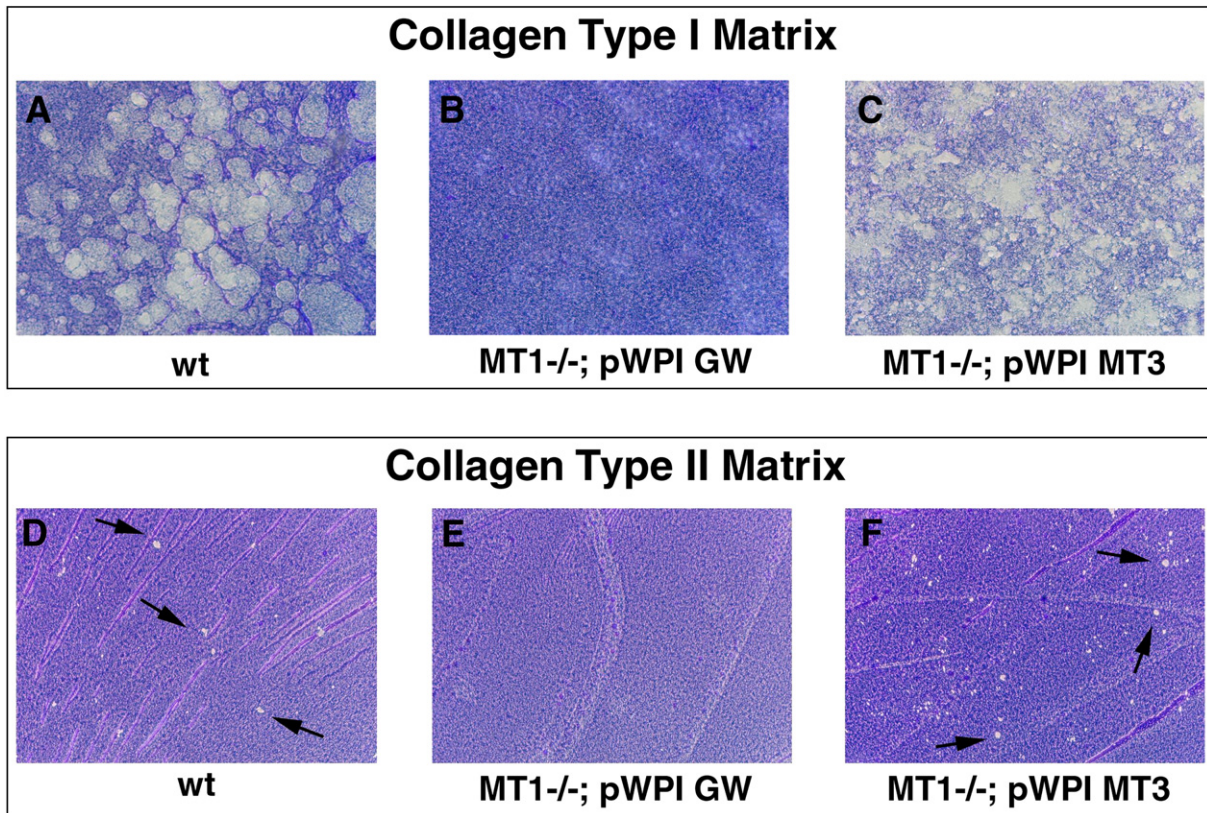 Collagen Type I Matrix
A B C
wt MT1-/-; pWPI GW MT1-/-; pWPI MT3
Collagen Type II Matrix
D E F
wt MT1-/-; pWPI GW MT1-/-; pWPI MT3